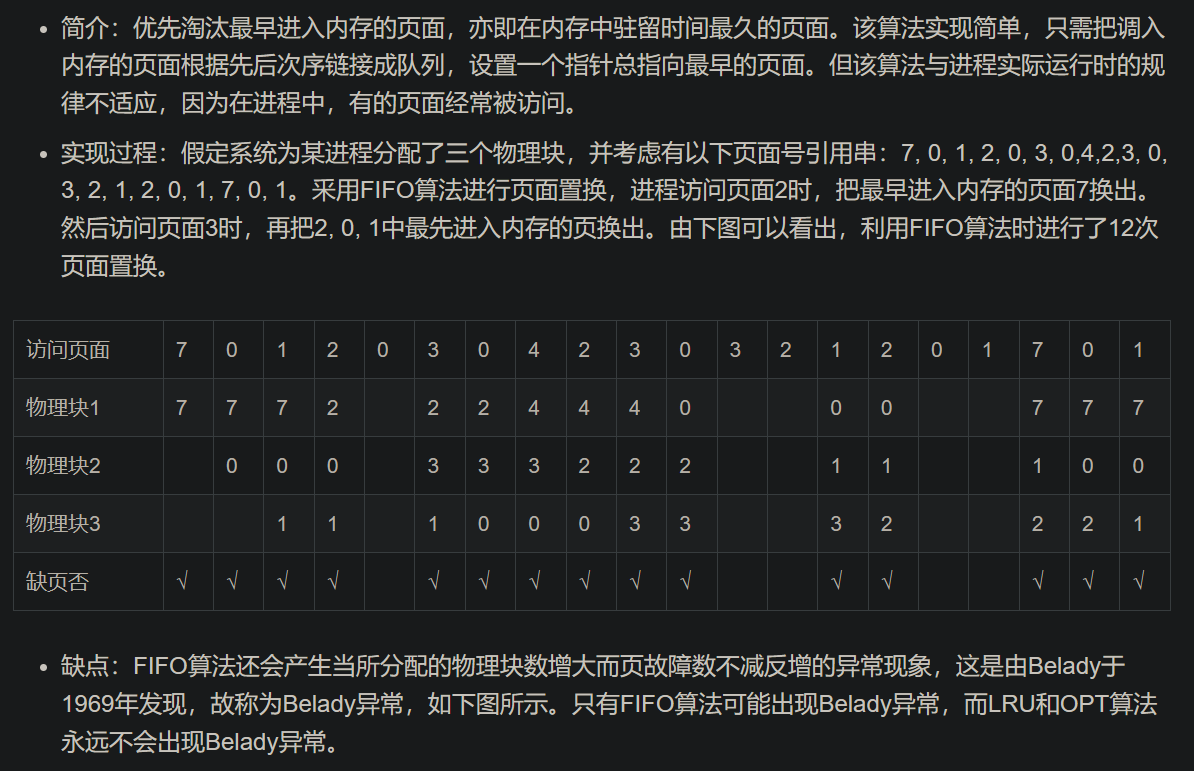 简介：优先淘汰最早进入内存的页面，亦即在内存中驻留时间最久的页面。该算法实现简单，只需把调入
内存的页面根据先后次序链接成队列，设置一个指针总指向最早的页面。但该算法与进程实际运行时的规
律不适应，因为在进程中，有的页面经常被访问。
实现过程：假定系统为某进程分配了三个物理块，并考虑有以下页面号引用串：7, 0, 1, 2, 0, 3, 0,4,2,3, 0,
3, 2, 1, 2, 0, 1, 7, 0, 1。采用FIFO算法进行页面置换，进程访问页面2时，把最早进入内存的页面7换出。
然后访问页面3时，再把2, 0, 1中最先进入内存的页换出。由下图可以看出，利用FIFO算法时进行了12次
页面置换。
访问页面 7 0 1 2 0 3 0 4 2 3 0 3 2 1 2 0 1 7 0 1
物理块1 7 7 7 2 2 2 4 4 4 0 0 0 7 7 7
物理块2 0 0 0 3 3 3 2 2 2 1 1 1 0 0
物理块3 1 1 1 0 0 0 3 3 3 2 2 2 1
缺页否 √ √ √ √ √ √ √ √ √ √ √ √ √ √ √
缺点：FIFO算法还会产生当所分配的物理块数增大而页故障数不减反增的异常现象，这是由Belady于
1969年发现，故称为Belady异常，如下图所示。只有FIFO算法可能出现Belady异常，而LRU和OPT算法
永远不会出现Belady异常。